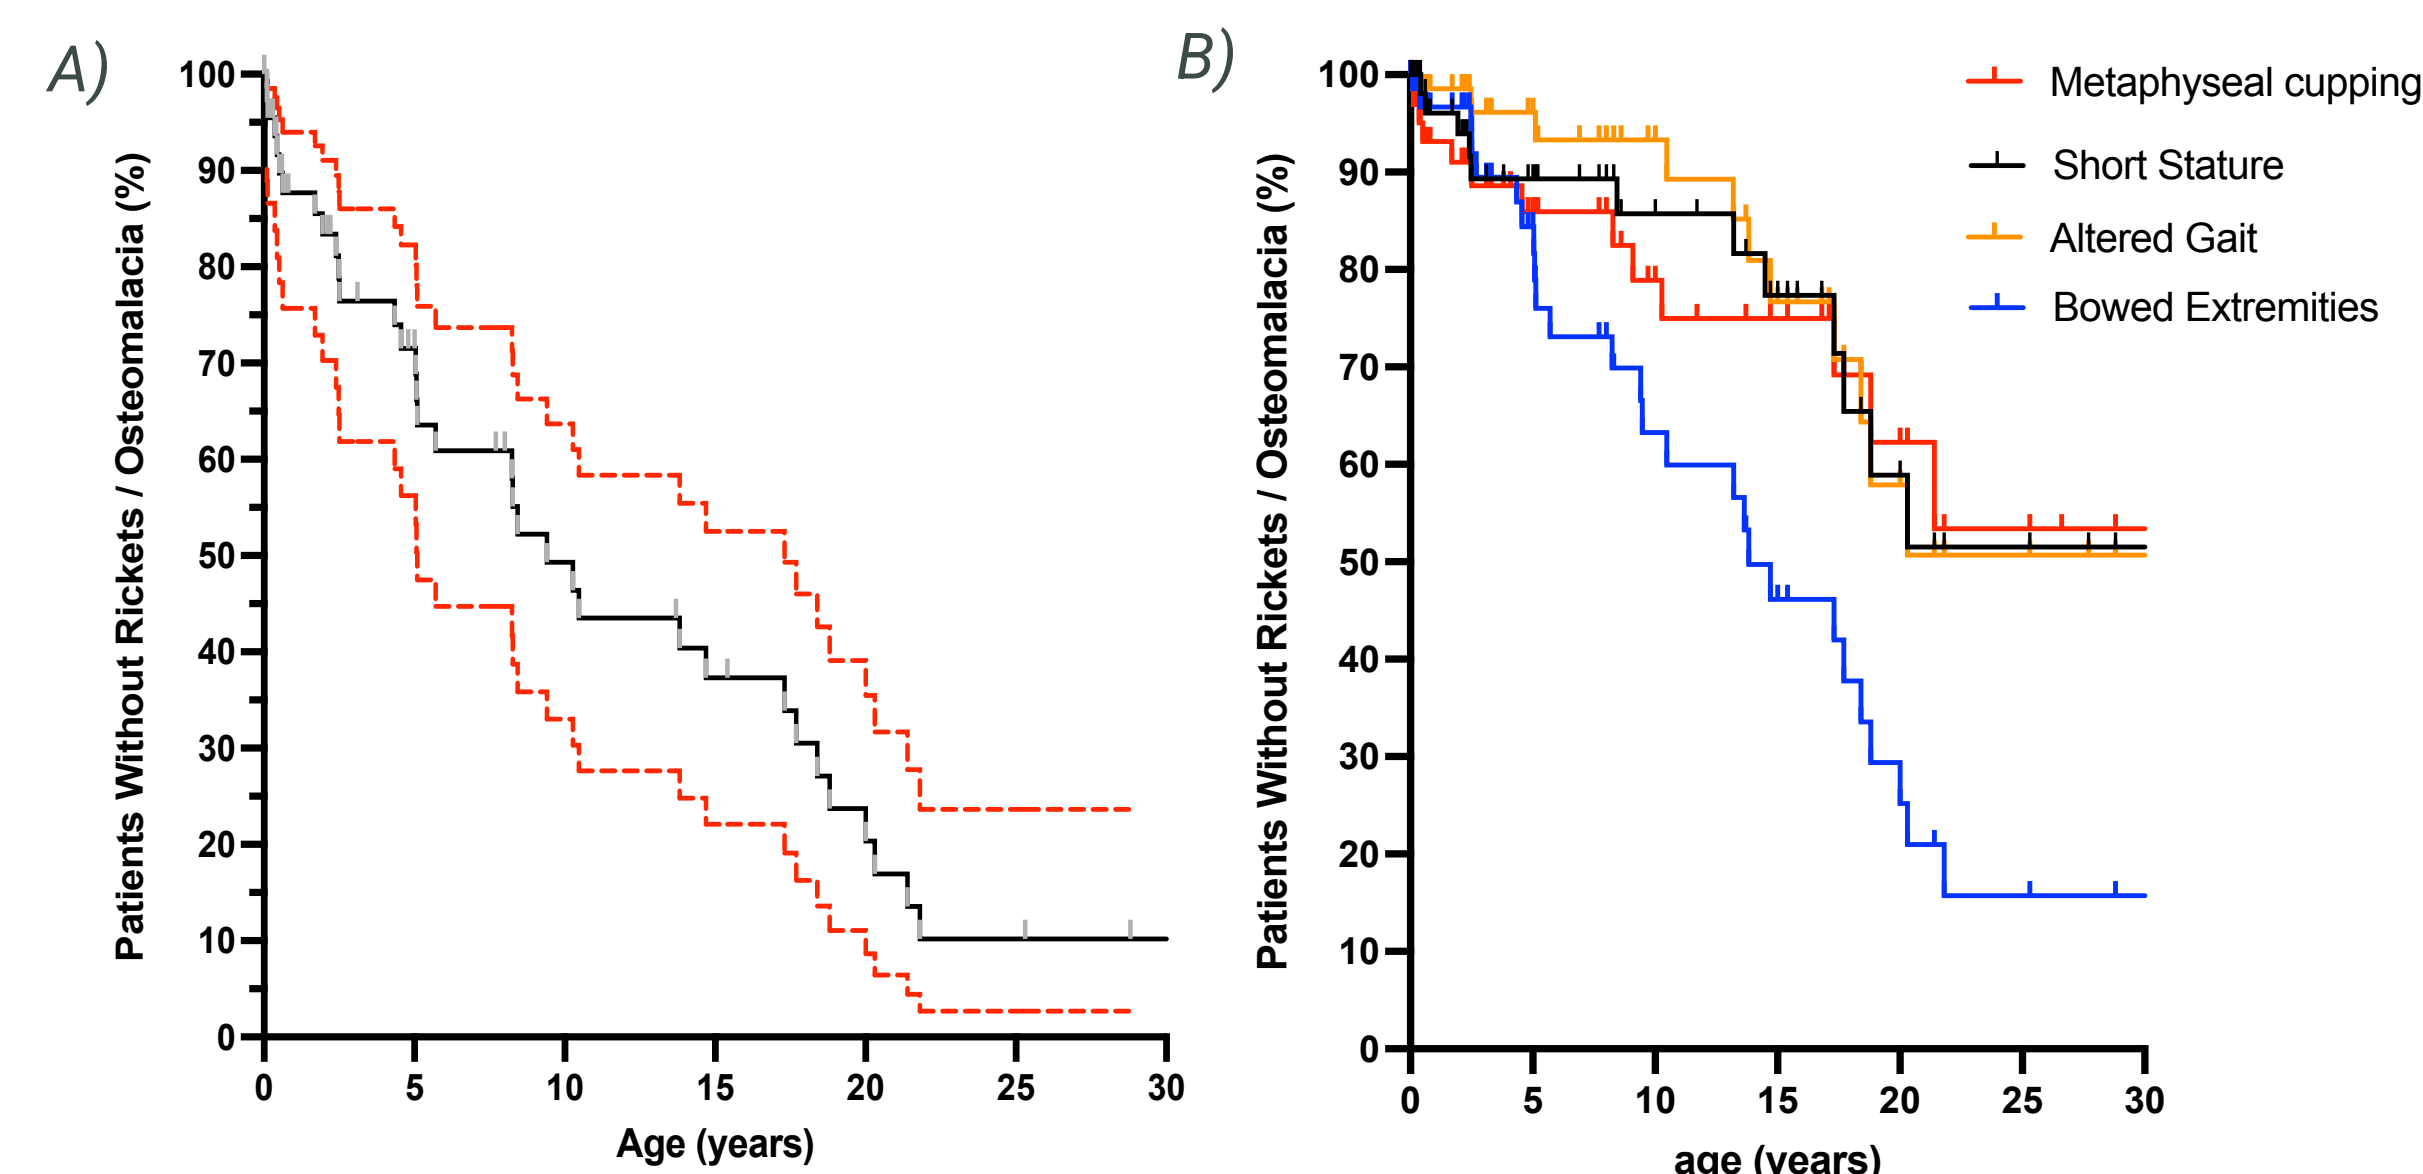 A)
Patients Without Rickets / Osteomalacia (%)
100
90
80
70
60
50
40
30
20
10
0
0 5 10 15 20 25 30
Age (years)
B)
Patients Without Rickets / Osteomalacia (%)
100
90
80
70
60
50
40
30
20
10
0
0 5 10 15 20 25 30
age (years)
Metaphyseal cupping
Short Stature
Altered Gait
Bowed Extremities